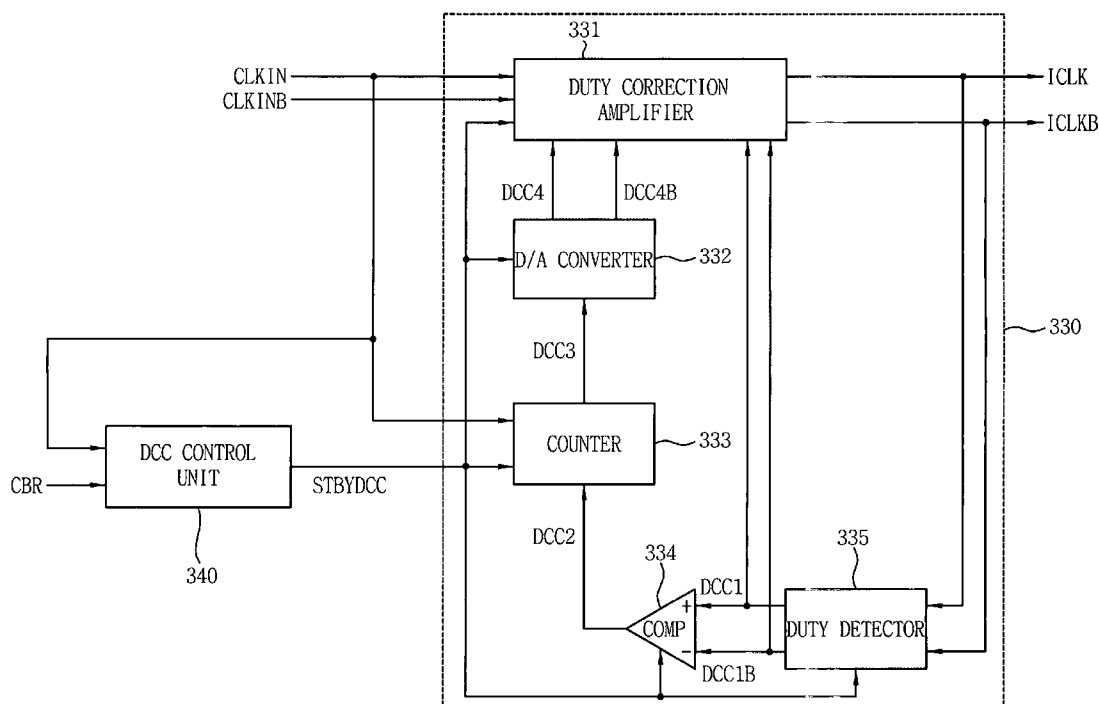 331
CLKIN
CLKINB
DUTY CORRECTION
AMPLIFIER
ICLK
ICLKB
DCC4
DCC4B
D/A CONVERTER
332
330
DCC3
COUNTER
333
DCC CONTROL
UNIT
CBR
STBYDCC
340
DCC2
334
335
DCC1
+
COMP
-
DUTY DETECTOR
DCC1B